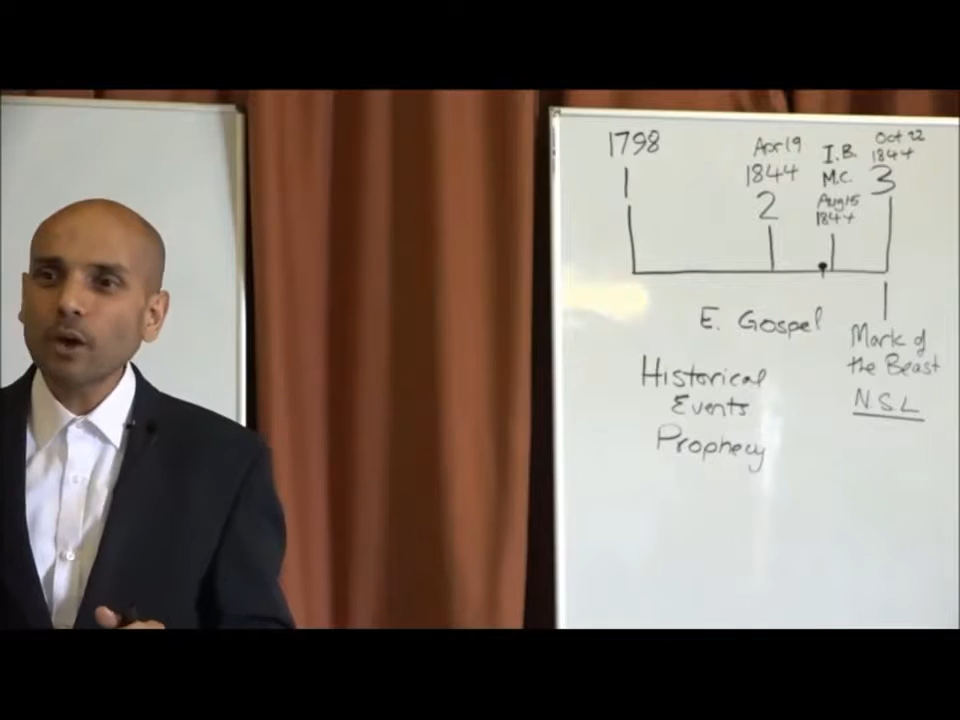 1798
1
Apr 19
1844
2
I.B.
M.C.
Aug 15
1844
Oct 22
1844
3
E. Gospel
Historical
Events
Prophecy
Mark of
the Beast
NSL